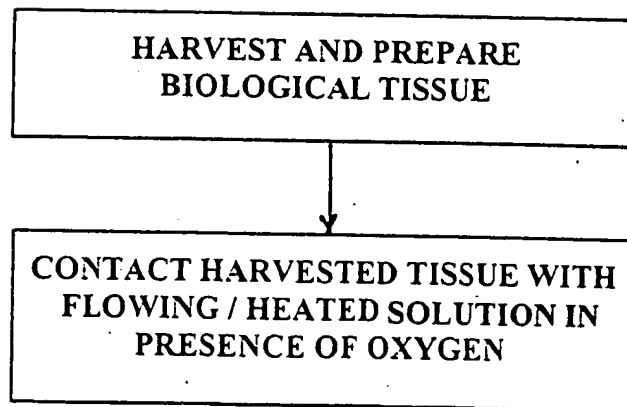 HARVEST AND PREPARE
BIOLOGICAL TISSUE
CONTACT HARVESTED TISSUE WITH
FLOWING / HEATED SOLUTION IN
PRESENCE OF OXYGEN